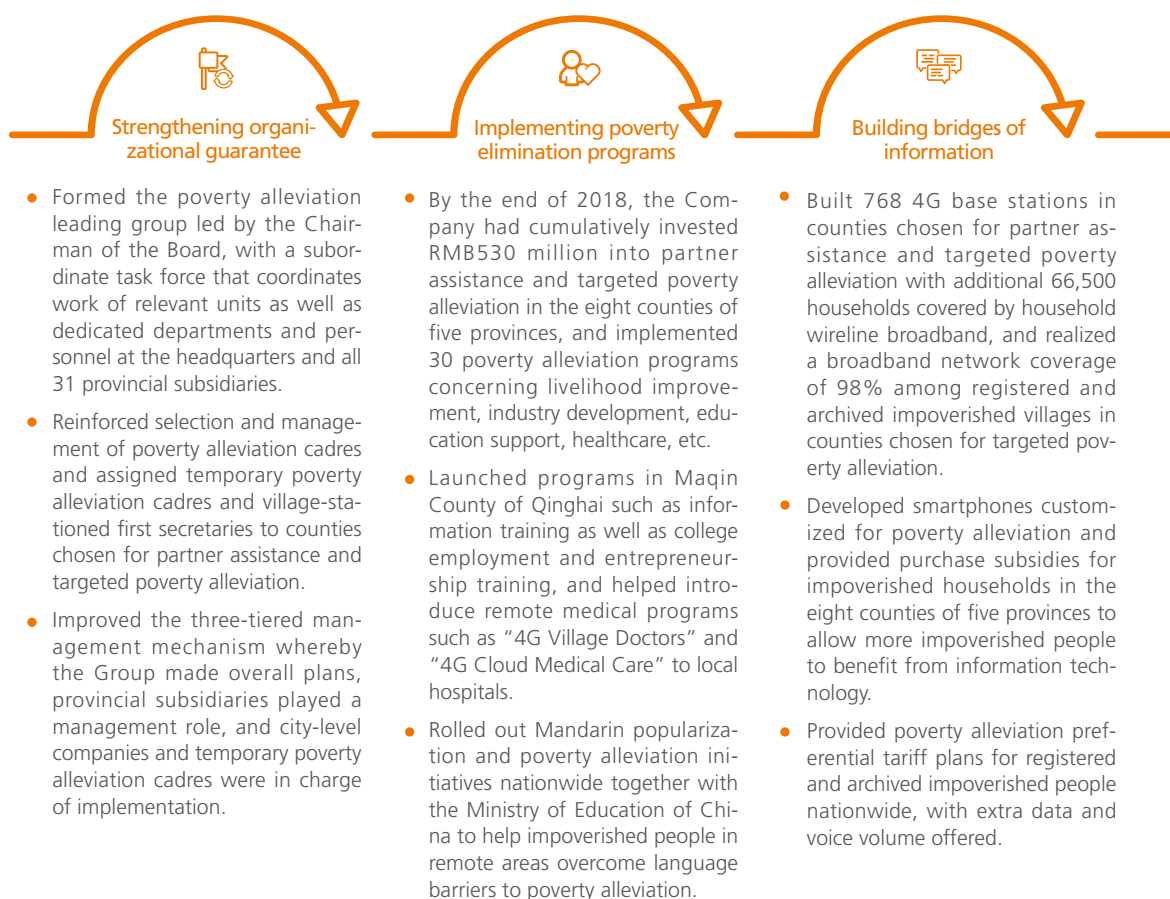 Strengthening organi-
zational guarantee
• Formed the poverty alleviation
leading group led by the Chair-
man of the Board, with a subor-
dinate task force that coordinates
work of relevant units as well as
dedicated departments and per-
sonnel at the headquarters and all
31 provincial subsidiaries.
• Reinforced selection and manage-
ment of poverty alleviation cadres
and assigned temporary poverty
alleviation cadres and village-sta-
tioned first secretaries to counties
chosen for partner assistance and
targeted poverty alleviation.
• Improved the three-tiered man-
agement mechanism whereby
the Group made overall plans,
provincial subsidiaries played a
management role, and city-level
companies and temporary poverty
alleviation cadres were in charge
of implementation.
Implementing poverty
elimination programs
• By the end of 2018, the Com-
pany had cumulatively invested
RMB530 million into partner
assistance and targeted poverty
alleviation in the eight counties of
five provinces, and implemented
30 poverty alleviation programs
concerning livelihood improve-
ment, industry development, edu-
cation support, healthcare, etc.
• Launched programs in Maqin
County of Qinghai such as infor-
mation training as well as college
employment and entrepreneur-
ship training, and helped intro-
duce remote medical programs
such as “4G Village Doctors” and
“4G Cloud Medical Care” to local
hospitals.
• Rolled out Mandarin populariza-
tion and poverty alleviation ini-
tiatives nationwide together with
the Ministry of Education of Chi-
na to help impoverished people in
remote areas overcome language
barriers to poverty alleviation.
Building bridges of
information
• Built 768 4G base stations in
counties chosen for partner as-
sistance and targeted poverty
alleviation with additional 66,500
households covered by household
wireline broadband, and realized
a broadband network coverage
of 98% among registered and
archived impoverished villages in
counties chosen for targeted pov-
erty alleviation.
• Developed smartphones custom-
ized for poverty alleviation and
provided purchase subsidies for
impoverished households in the
eight counties of five provinces to
allow more impoverished people
to benefit from information tech-
nology.
• Provided poverty alleviation pref-
erential tariff plans for registered
and archived impoverished people
nationwide, with extra data and
voice volume offered.